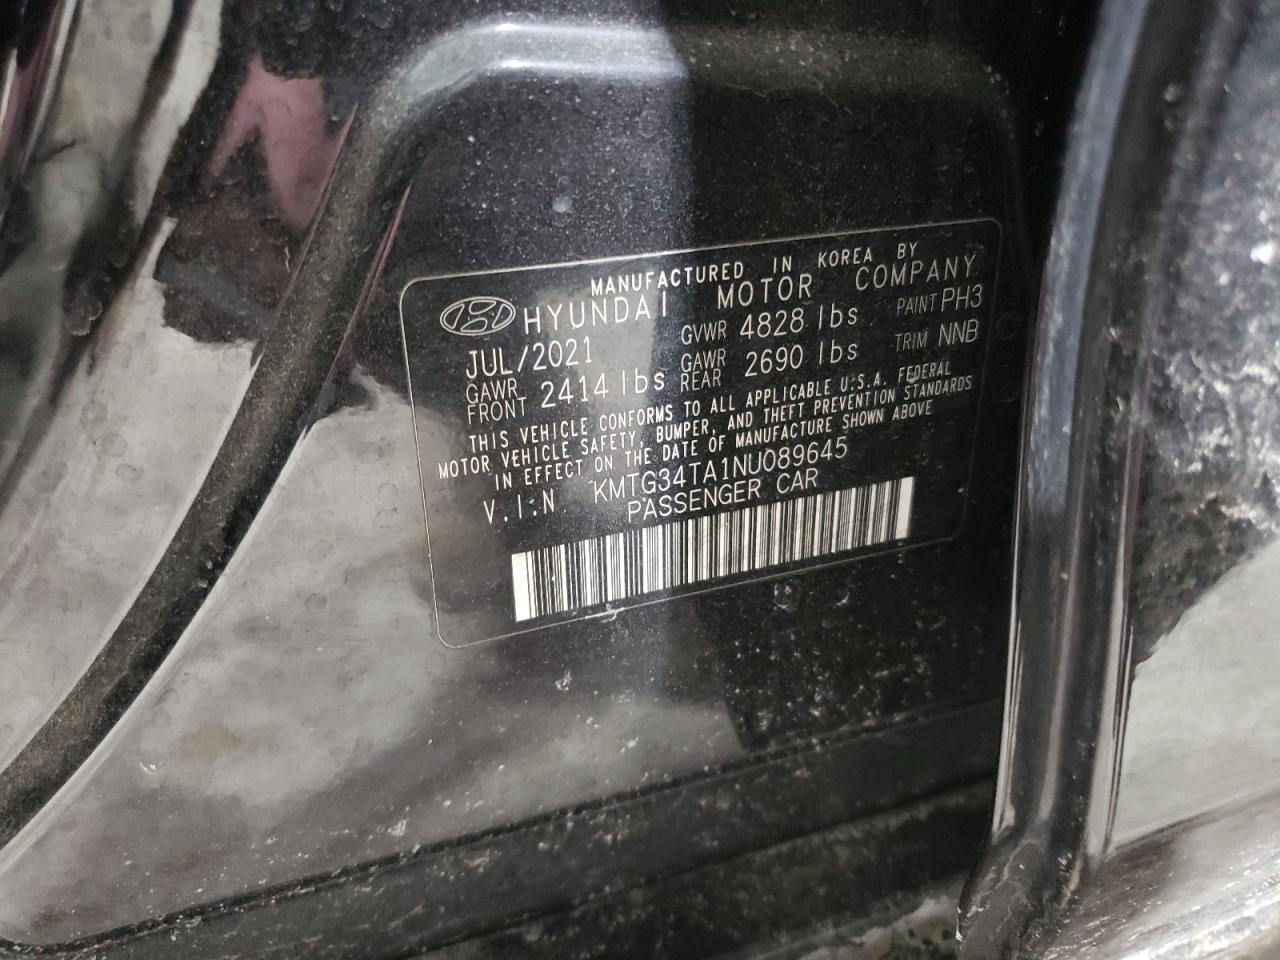 MANUFACTURED IN KOREA BY
HYUNDAI MOTOR COMPANY
JUL/2021 GVWR 4828 lbs PAINT PH3
GAWR FRONT 2414 lbs GAWR REAR 2690 lbs TRIM NNB
THIS VEHICLE CONFORMS TO ALL APPLICABLE U.S.A. FEDERAL
MOTOR VEHICLE SAFETY, BUMPER, AND THEFT PREVENTION STANDARDS
IN EFFECT ON THE DATE OF MANUFACTURE SHOWN ABOVE
V.I.N KMTG34TA1NU089645
PASSENGER CAR